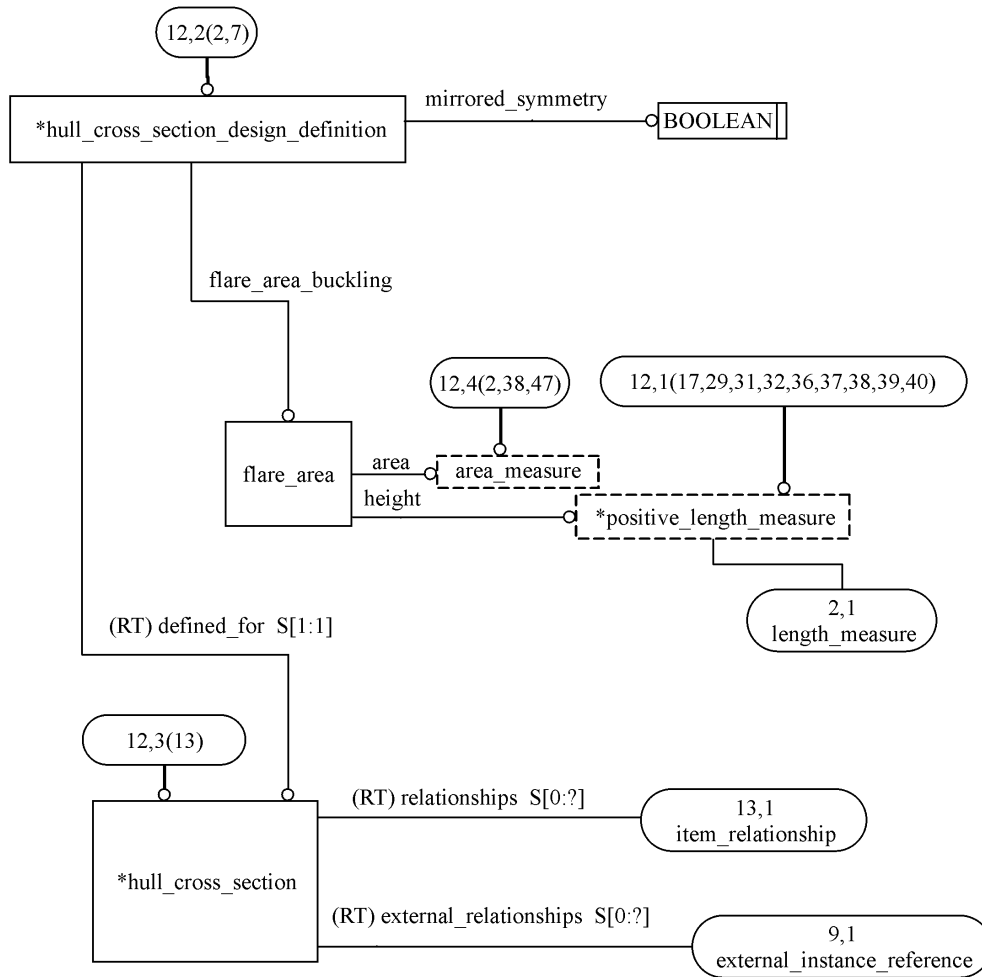 12,2(2,7)
mirrored_symmetry
*hull_cross_section_design_definition
BOOLEAN
flare_area_buckling
12,4(2,38,47)
12,1(17,29,31,32,36,37,38,39,40)
flare_area
area
area_measure
height
*positive_length_measure
2,1
length_measure
(RT) defined_for S[1:1]
12,3(13)
(RT) relationships S[0:?]
13,1
item_relationship
*hull_cross_section
(RT) external_relationships S[0:?]
9,1
external_instance_reference